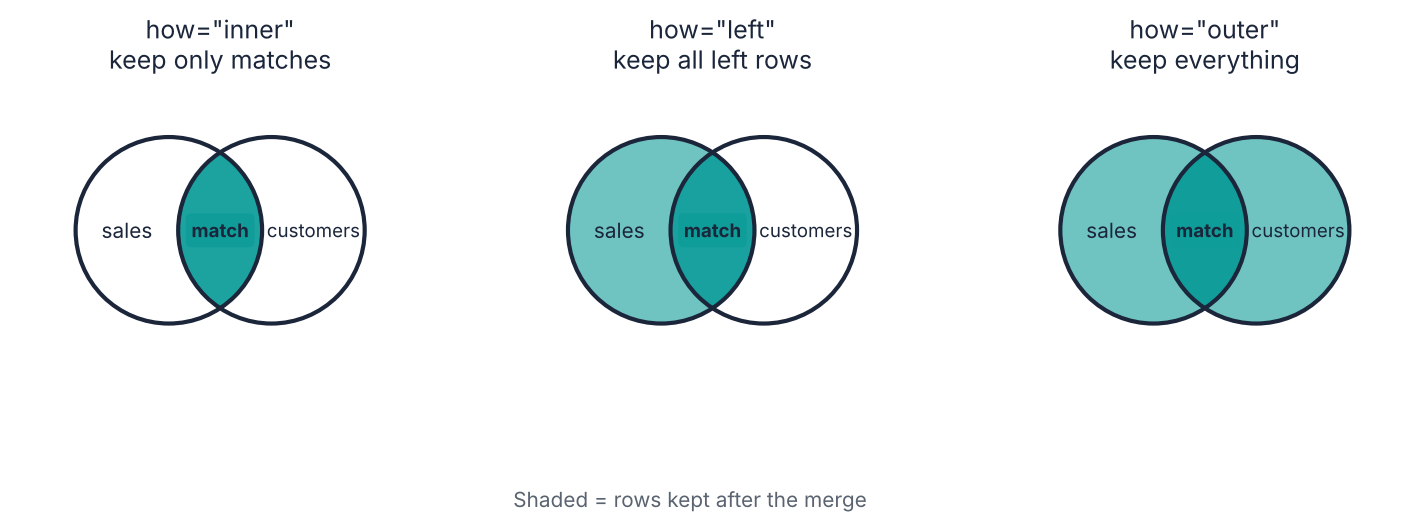 how="inner"
keep only matches
how="left"
keep all left rows
how="outer"
keep everything
sales
match
customers
sales
match
customers
sales
match
customers
Shaded = rows kept after the merge